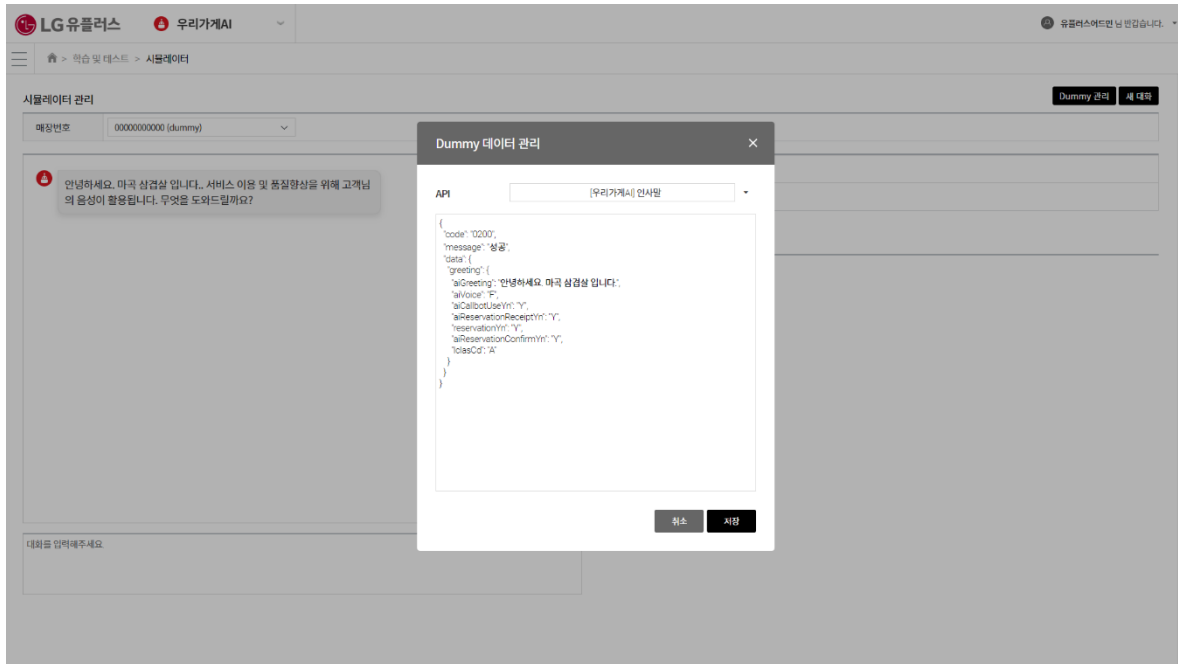 LG유플러스 우리가게AI 유플러스어드민 님 반갑습니다.
> 학습 및 테스트 > 시뮬레이터
시뮬레이터 관리 Dummy 관리 새 대화
매장번호 00000000000 (dummy)
안녕하세요. 마곡 삼겹살 입니다.. 서비스 이용 및 품질향상을 위해 고객님
의 음성이 활용됩니다. 무엇을 도와드릴까요?
Dummy 데이터 관리 ×
API [우리가게AI] 인사말
{
"code": "0200",
"message": "성공",
"data": {
"greeting": {
"aiGreeting": "안녕하세요. 마곡 삼겹살 입니다.",
"aiVoice": "F",
"aiCallbotUseYn": "Y",
"aiReservationReceiptYn": "Y",
"reservationYn": "Y",
"aiReservationConfirmYn": "Y",
"lclasCd": "A"
}
}
}
취소 저장
대화를 입력해주세요.